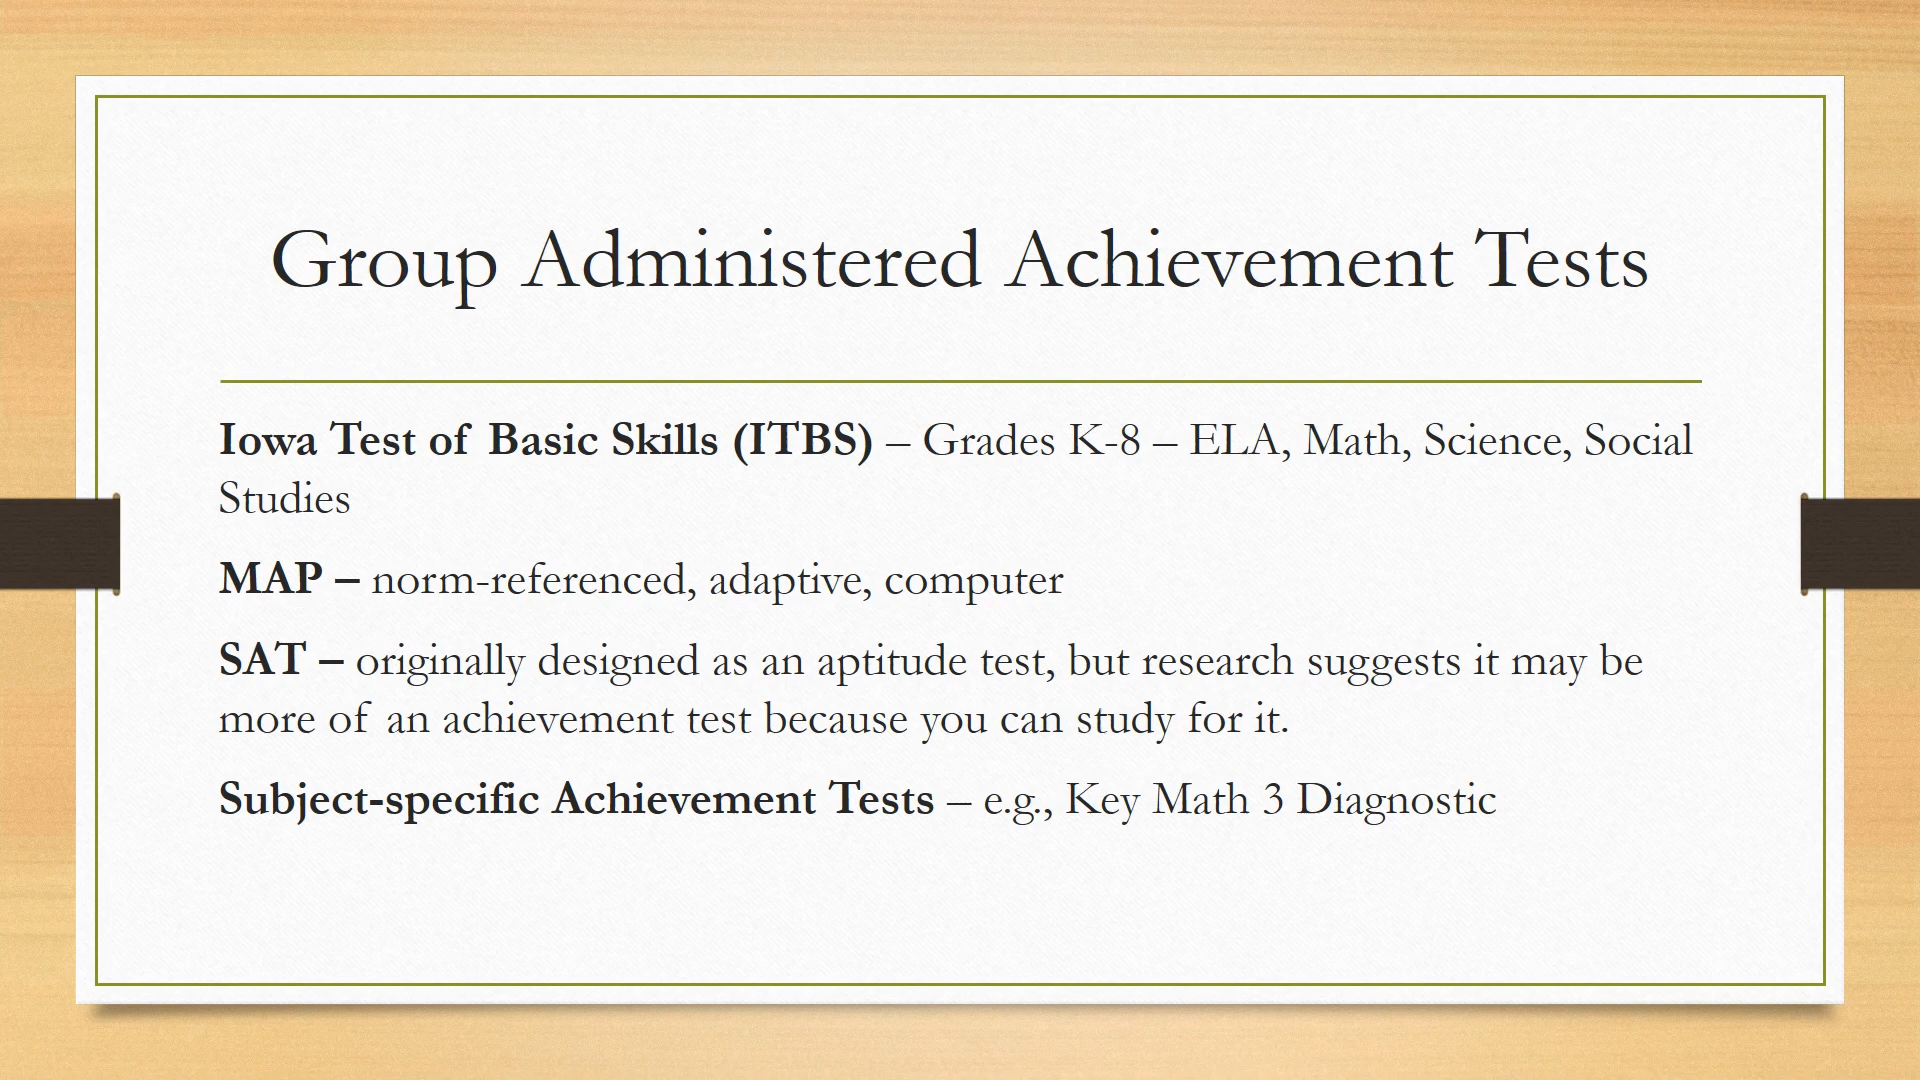 Group Administered Achievement Tests
Iowa Test of Basic Skills (ITBS) – Grades K-8 – ELA, Math, Science, Social
Studies
MAP – norm-referenced, adaptive, computer
SAT – originally designed as an aptitude test, but research suggests it may be
more of an achievement test because you can study for it.
Subject-specific Achievement Tests – e.g., Key Math 3 Diagnostic